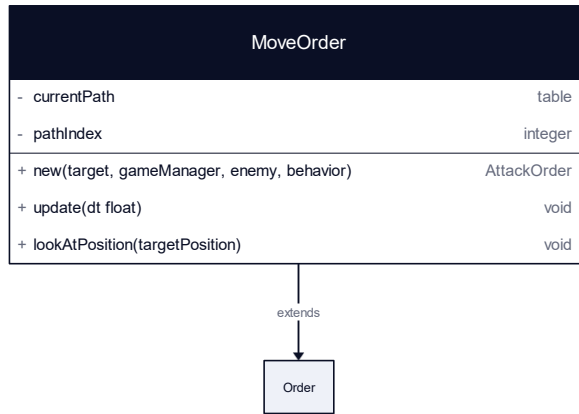 MoveOrder
- currentPath table
- pathIndex integer
+ new(target, gameManager, enemy, behavior) AttackOrder
+ update(dt float) void
+ lookAtPosition(targetPosition) void
extends
Order